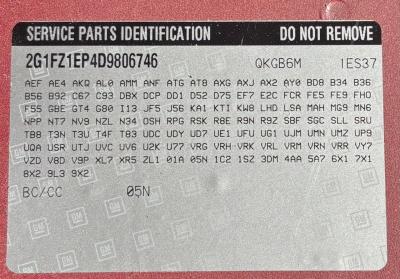 SERVICE PARTS IDENTIFICATION DO NOT REMOVE
2G1FZ1EP4D9806746 QKGB6M 1ES37
AEF AE4 AKQ AL0 AMM ANF ATG AT8 AXG AXJ AX2 AY0 BD9 B34 B36
B56 B92 C67 C93 DBX DCP DD1 D52 D75 EF7 EE2 FCE FE5 FE9 FHO
F55 GBE GT4 G80 I13 JF5 J56 KA1 KTI KW8 LHD LSA MAH MG9 MN6
NPP NT7 NV9 NZL N34 OSH RPG RSK R8E R9N R9Z SBF SGC SLL SRU
TB8 T3N T3U T4F T83 UDC UDY UD7 UE1 UFU UG1 UJM UMN UMZ UP9
UQA USR UTJ UVC UV6 U2K U77 VRG VRH VRK VRL VRM VRN VRR VY7
VZD V8D V9P XL7 XR5 ZL1 01A 05N 1C2 1SZ 3DM 4AA 5A7 6X1 7X1
8X2 9L3 9X2
BC/CC 05N
GM